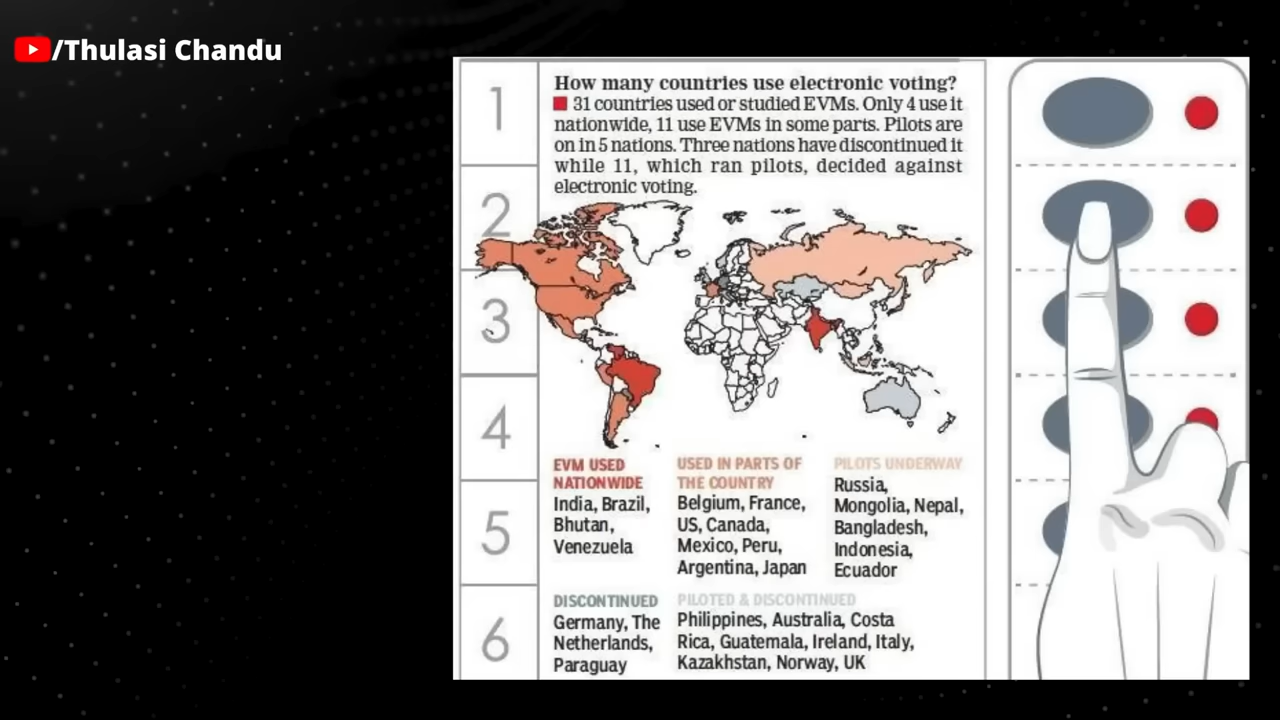 /Thulasi Chandu
1
2
3
4
5
6
How many countries use electronic voting?
31 countries used or studied EVMs. Only 4 use it
nationwide, 11 use EVMs in some parts. Pilots are
on in 5 nations. Three nations have discontinued it
while 11, which ran pilots, decided against
electronic voting.
EVM USED
NATIONWIDE
India, Brazil,
Bhutan,
Venezuela
USED IN PARTS OF
THE COUNTRY
Belgium, France,
US, Canada,
Mexico, Peru,
Argentina, Japan
PILOTS UNDERWAY
Russia,
Mongolia, Nepal,
Bangladesh,
Indonesia,
Ecuador
DISCONTINUED
Germany, The
Netherlands,
Paraguay
PILOTED & DISCONTINUED
Philippines, Australia, Costa
Rica, Guatemala, Ireland, Italy,
Kazakhstan, Norway, UK